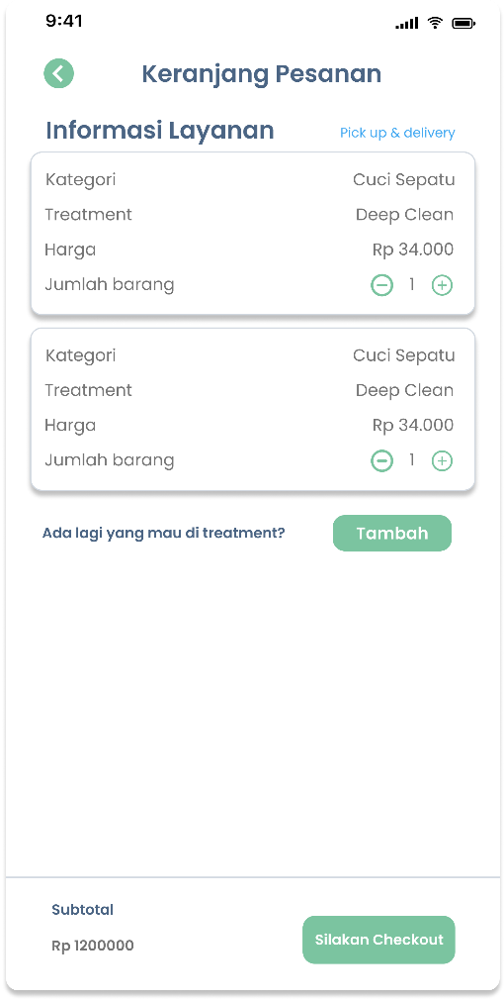 9:41
Keranjang Pesanan
Informasi Layanan Pick up & delivery
Kategori Cuci Sepatu
Treatment Deep Clean
Harga Rp 34.000
Jumlah barang 1
Kategori Cuci Sepatu
Treatment Deep Clean
Harga Rp 34.000
Jumlah barang 1
Ada lagi yang mau di treatment? Tambah
Subtotal
Rp 1200000
Silakan Checkout